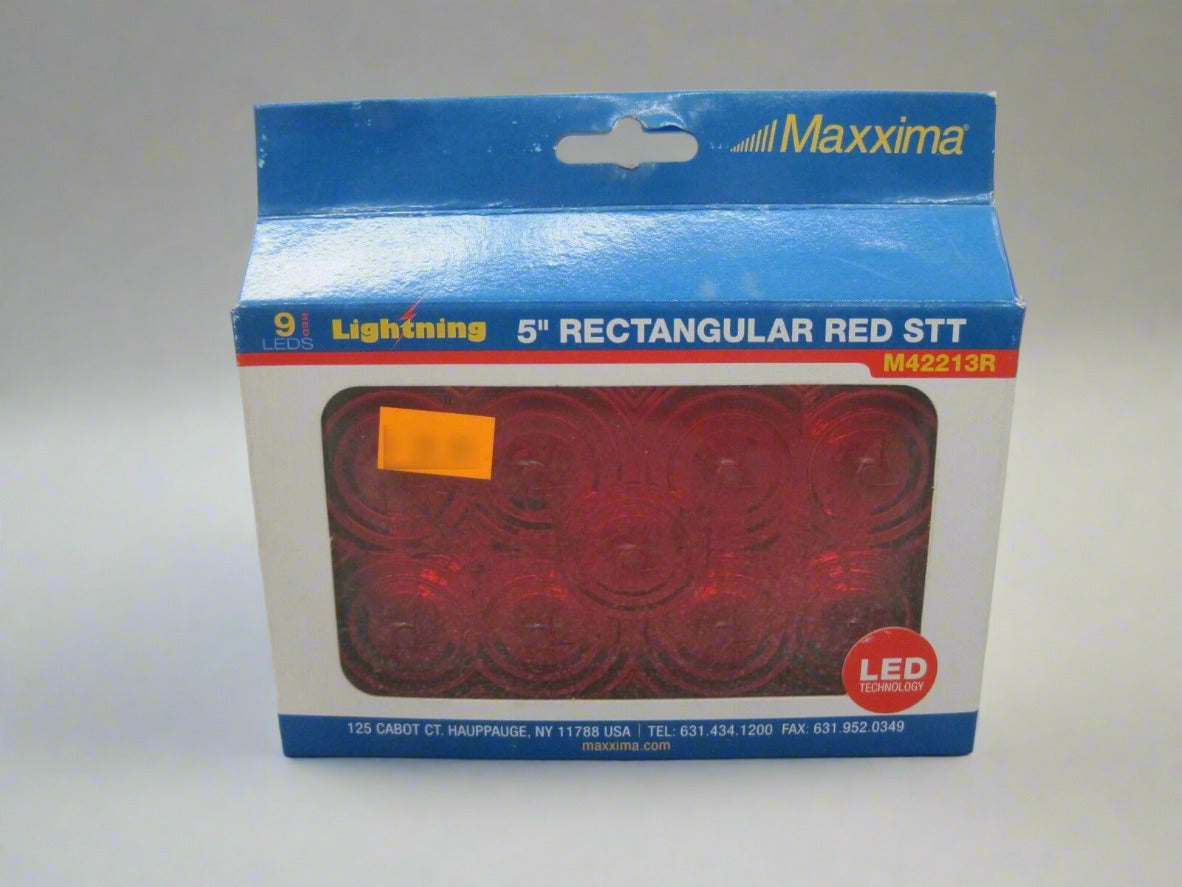 Maxxima®
9 RED
LEDS
Lightning
5" RECTANGULAR RED STT
M42213R
LED
TECHNOLOGY
125 CABOT CT. HAUPPAUGE, NY 11788 USA | TEL: 631.434.1200 FAX: 631.952.0349
maxxima.com